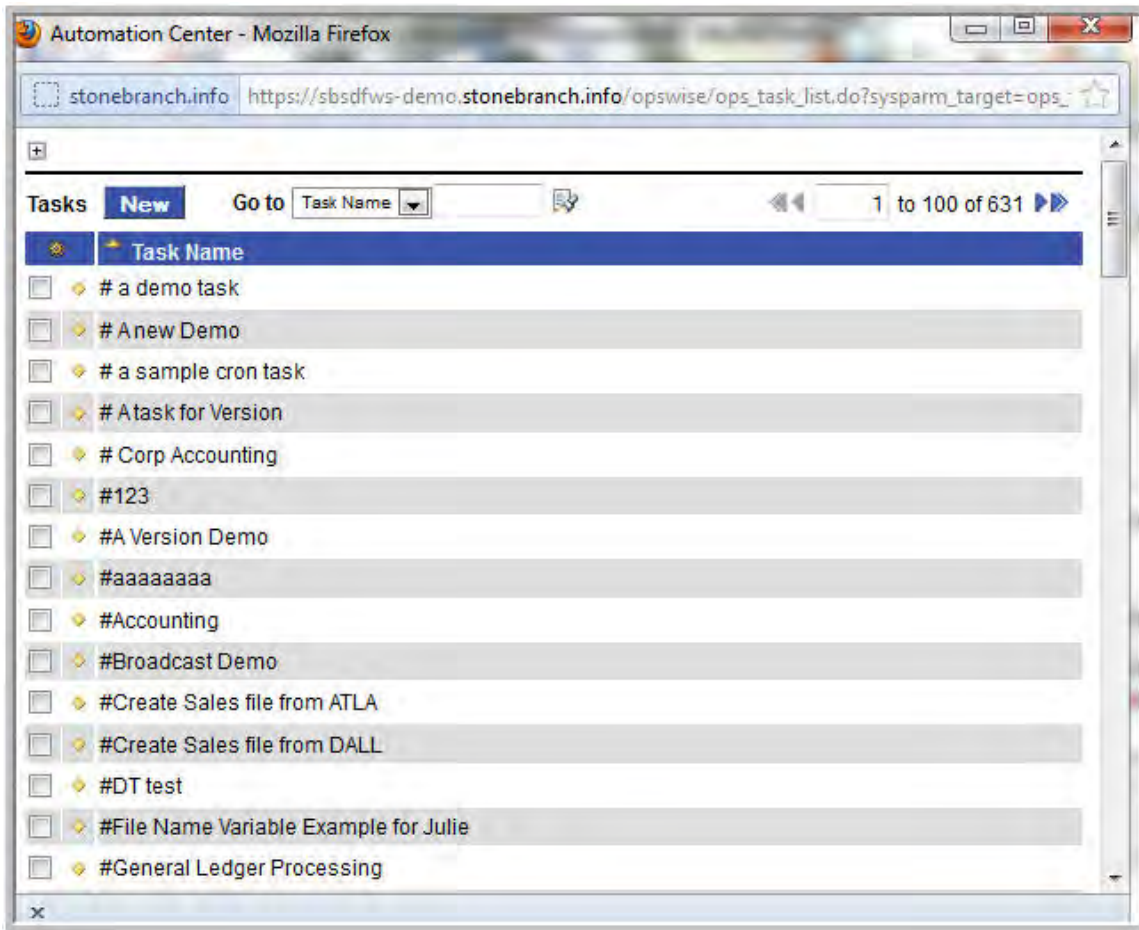 Automation Center - Mozilla Firefox
stonebranch.info https://sbsdfws-demo.stonebranch.info/opswise/ops_task_list.do?sysparm_target=ops_
Tasks New Go to Task Name 1 to 100 of 631
Task Name
# a demo task
# A new Demo
# a sample cron task
# A task for Version
# Corp Accounting
#123
#A Version Demo
#aaaaaaaa
#Accounting
#Broadcast Demo
#Create Sales file from ATLA
#Create Sales file from DALL
#DT test
#File Name Variable Example for Julie
#General Ledger Processing